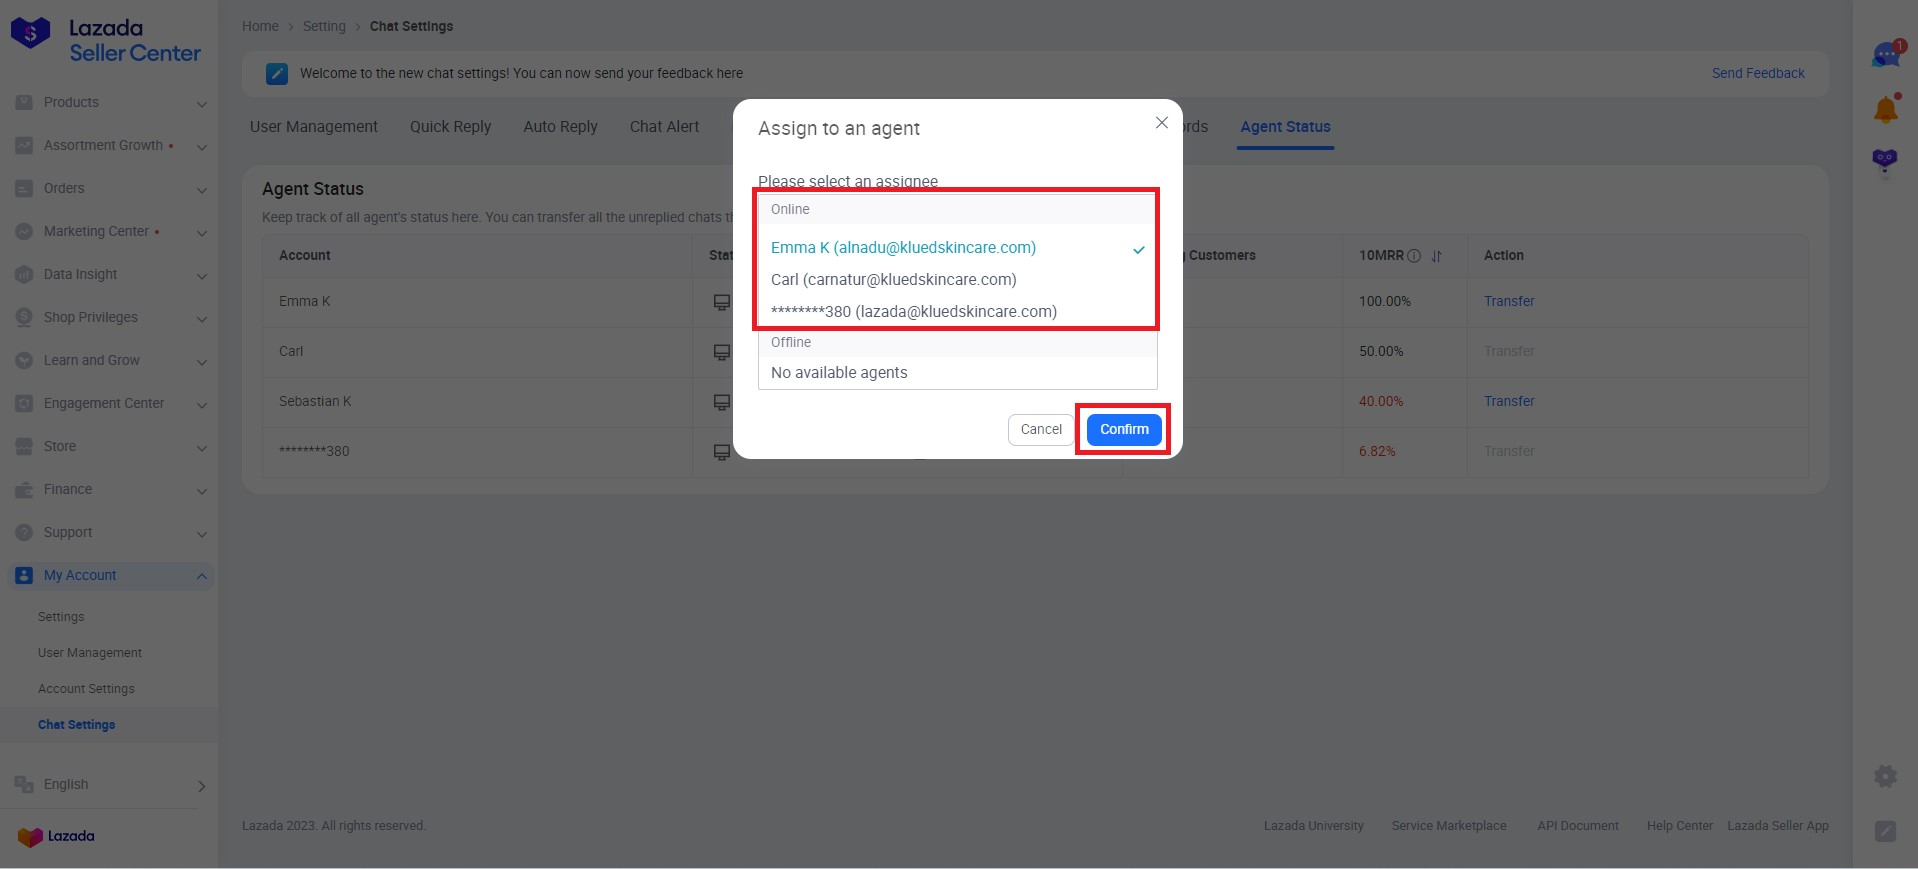 Lazada
Seller Center
Products
Assortment Growth
Orders
Marketing Center
Data Insight
Shop Privileges
Learn and Grow
Engagement Center
Store
Finance
Support
My Account
Settings
User Management
Account Settings
Chat Settings
English
Lazada
Home > Setting > Chat Settings
Welcome to the new chat settings! You can now send your feedback here
Send Feedback
User Management Quick Reply Auto Reply Chat Alert Agent Status
Agent Status
Keep track of all agent's status here. You can transfer all the unreplied chats
Account Customers 10MRR Action
Emma K 100.00% Transfer
Carl 50.00% Transfer
Sebastian K 40.00% Transfer
********380 6.82% Transfer
Assign to an agent
Please select an assignee
Online
Emma K (alnadu@kluedskincare.com)
Carl (carnatur@kluedskincare.com)
********380 (lazada@kluedskincare.com)
Offline
No available agents
Cancel Confirm
1
Lazada 2023. All rights reserved.
Lazada University Service Marketplace API Document Help Center Lazada Seller App